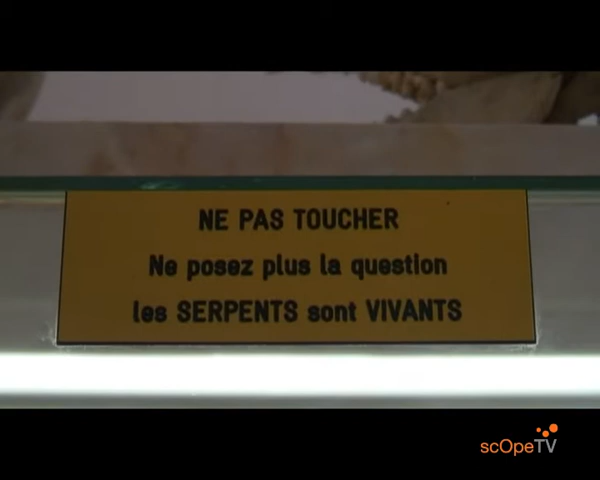 NE PAS TOUCHER
Ne posez plus la question
les SERPENTS sont VIVANTS
scOpeTV